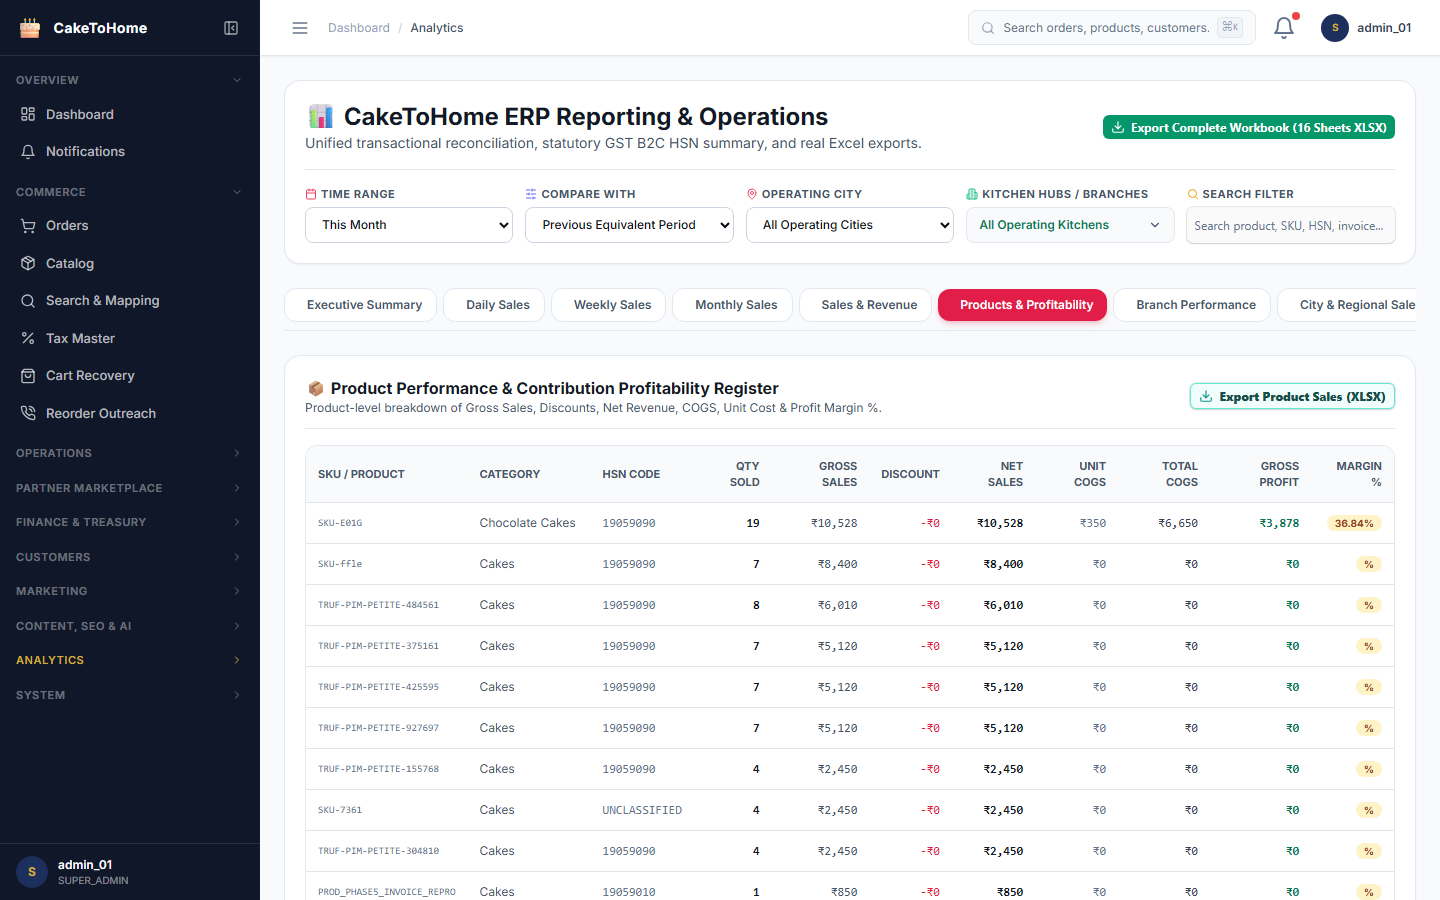 CakeToHome
OVERVIEW
Dashboard
Notifications
COMMERCE
Orders
Catalog
Search & Mapping
Tax Master
Cart Recovery
Reorder Outreach
OPERATIONS
PARTNER MARKETPLACE
FINANCE & TREASURY
CUSTOMERS
MARKETING
CONTENT, SEO & AI
ANALYTICS
SYSTEM
S
admin_01
SUPER_ADMIN
Dashboard / Analytics
Search orders, products, customers. ⌘K
S admin_01
CakeToHome ERP Reporting & Operations
Unified transactional reconciliation, statutory GST B2C HSN summary, and real Excel exports.
Export Complete Workbook (16 Sheets XLSX)
TIME RANGE COMPARE WITH OPERATING CITY KITCHEN HUBS / BRANCHES SEARCH FILTER
This Month Previous Equivalent Period All Operating Cities All Operating Kitchens Search product, SKU, HSN, invoice...
Executive Summary Daily Sales Weekly Sales Monthly Sales Sales & Revenue Products & Profitability Branch Performance City & Regional Sale
Product Performance & Contribution Profitability Register
Product-level breakdown of Gross Sales, Discounts, Net Revenue, COGS, Unit Cost & Profit Margin %.
Export Product Sales (XLSX)
SKU / PRODUCT CATEGORY HSN CODE QTY SOLD GROSS SALES DISCOUNT NET SALES UNIT COGS TOTAL COGS GROSS PROFIT MARGIN %
SKU-E01G Chocolate Cakes 19059090 19 ₹10,528 -₹0 ₹10,528 ₹350 ₹6,650 ₹3,878 36.84%
SKU-ffle Cakes 19059090 7 ₹8,400 -₹0 ₹8,400 ₹0 ₹0 ₹0 %
TRUF-PIM-PETITE-484561 Cakes 19059090 8 ₹6,010 -₹0 ₹6,010 ₹0 ₹0 ₹0 %
TRUF-PIM-PETITE-375161 Cakes 19059090 7 ₹5,120 -₹0 ₹5,120 ₹0 ₹0 ₹0 %
TRUF-PIM-PETITE-425595 Cakes 19059090 7 ₹5,120 -₹0 ₹5,120 ₹0 ₹0 ₹0 %
TRUF-PIM-PETITE-927697 Cakes 19059090 7 ₹5,120 -₹0 ₹5,120 ₹0 ₹0 ₹0 %
TRUF-PIM-PETITE-155768 Cakes 19059090 4 ₹2,450 -₹0 ₹2,450 ₹0 ₹0 ₹0 %
SKU-7361 Cakes UNCLASSIFIED 4 ₹2,450 -₹0 ₹2,450 ₹0 ₹0 ₹0 %
TRUF-PIM-PETITE-304810 Cakes 19059090 4 ₹2,450 -₹0 ₹2,450 ₹0 ₹0 ₹0 %
PROD_PHASE5_INVOICE_REPRO Cakes 19059010 1 ₹850 -₹0 ₹850 ₹0 ₹0 ₹0 %